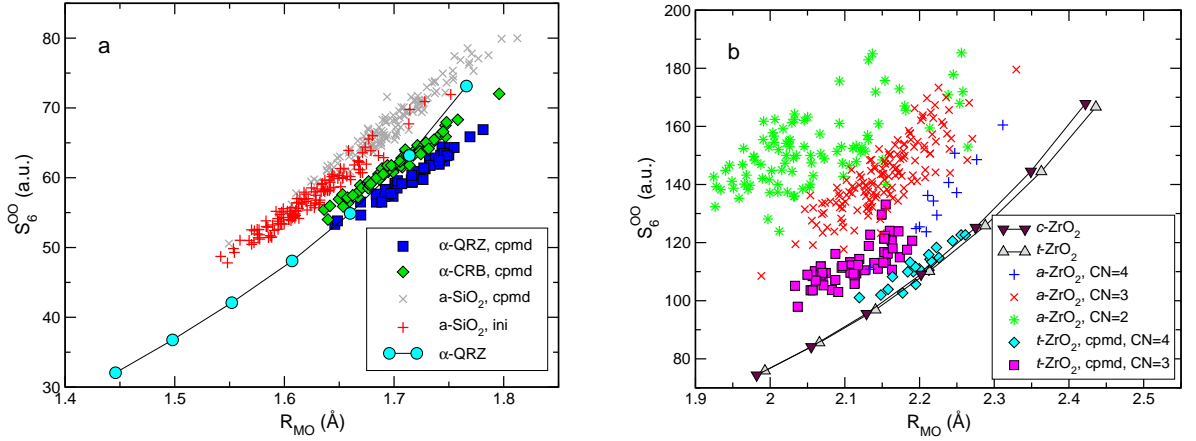 a
80
70
60
50
40
30
1.4
1.5
1.6
1.7
1.8
S₆ᴼᴼ (a.u.)
R_MO (Å)
α-QRZ, cpmd
α-CRB, cpmd
a-SiO₂, cpmd
a-SiO₂, ini
α-QRZ
b
200
180
160
140
120
100
80
1.9
2
2.1
2.2
2.3
2.4
2.5
S₆ᴼᴼ (a.u.)
R_MO (Å)
c-ZrO₂
t-ZrO₂
a-ZrO₂, CN=4
a-ZrO₂, CN=3
a-ZrO₂, CN=2
t-ZrO₂, cpmd, CN=4
t-ZrO₂, cpmd, CN=3